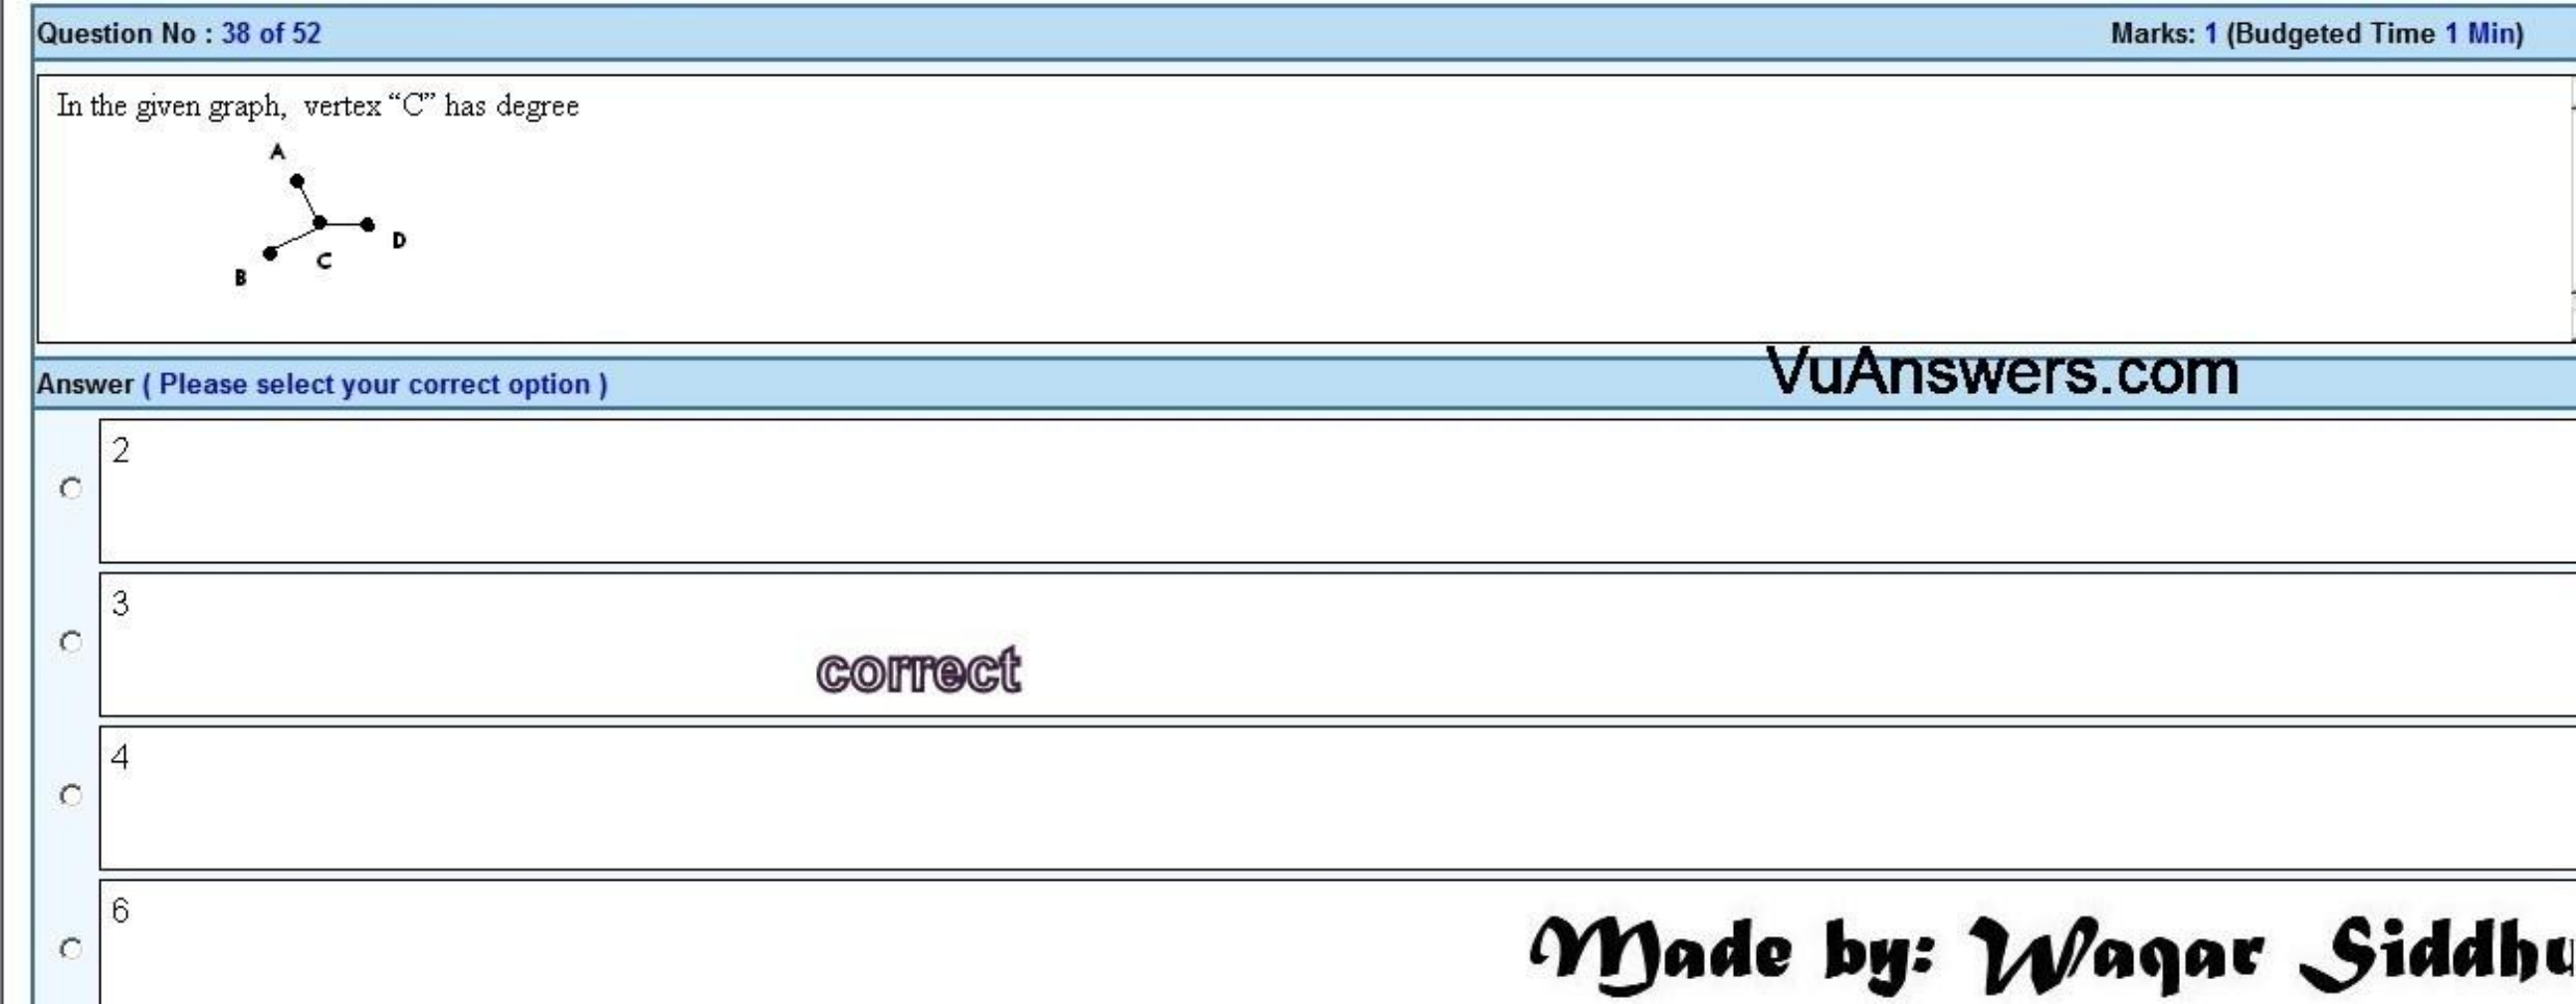 Question No : 38 of 52 Marks: 1 (Budgeted Time 1 Min)
In the given graph, vertex “C” has degree
A
D
C
B
VuAnswers.com
Answer ( Please select your correct option )
2
3
correct
4
6
Made by: Waqar Siddhu